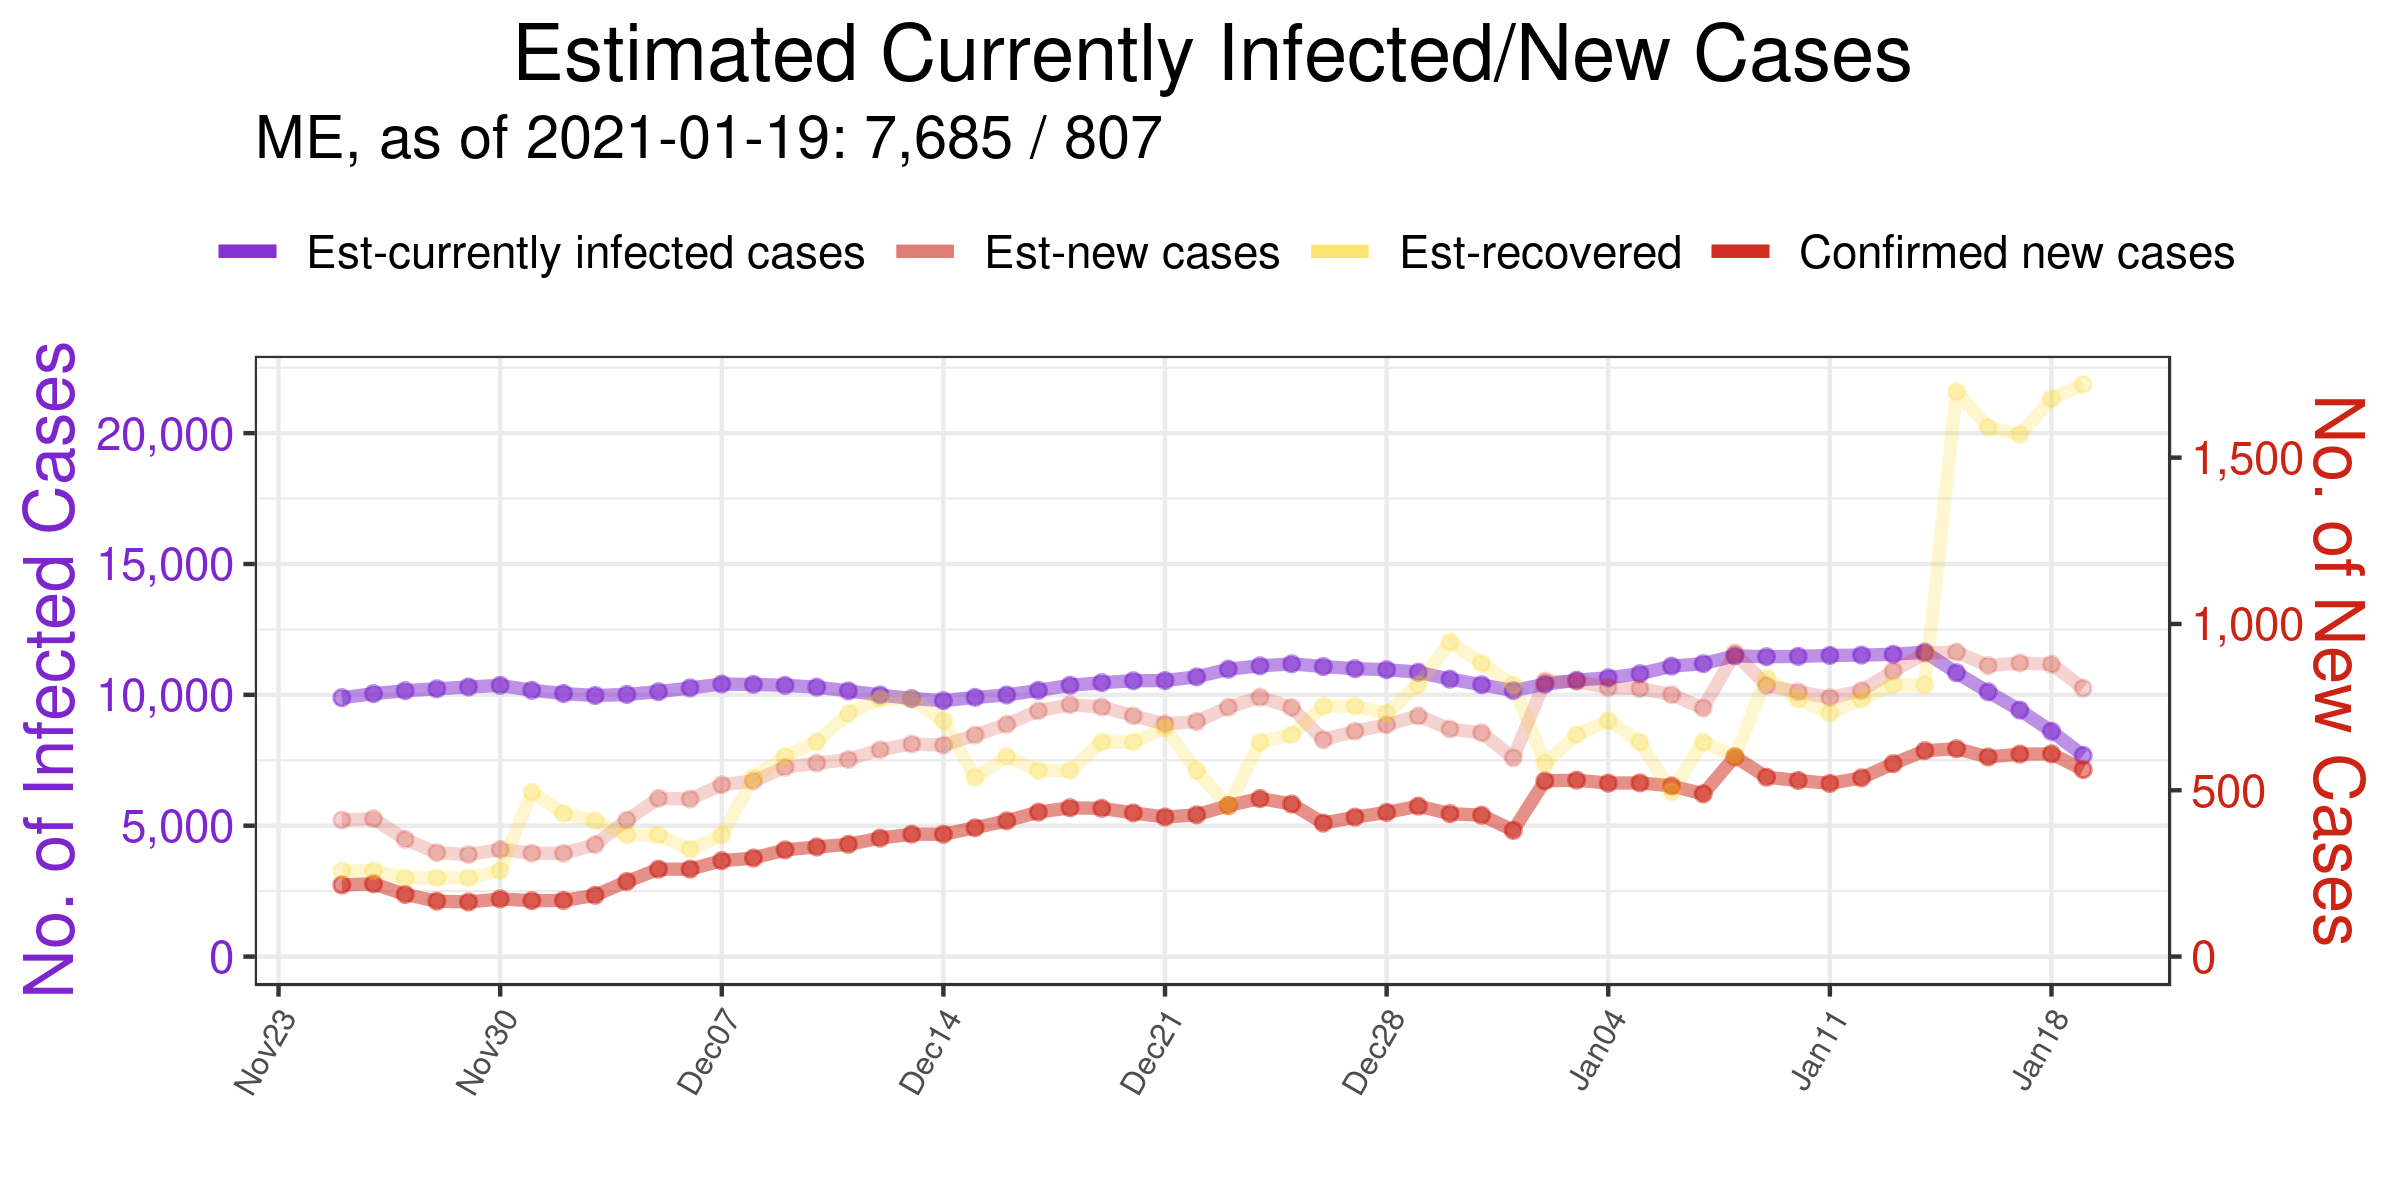 Estimated Currently Infected/New Cases
ME, as of 2021-01-19: 7,685 / 807
Est-currently infected cases Est-new cases Est-recovered Confirmed new cases
No. of Infected Cases
20,000
15,000
10,000
5,000
0
1,500
1,000
500
0
No. of New Cases
Nov23 Nov30 Dec07 Dec14 Dec21 Dec28 Jan04 Jan11 Jan18